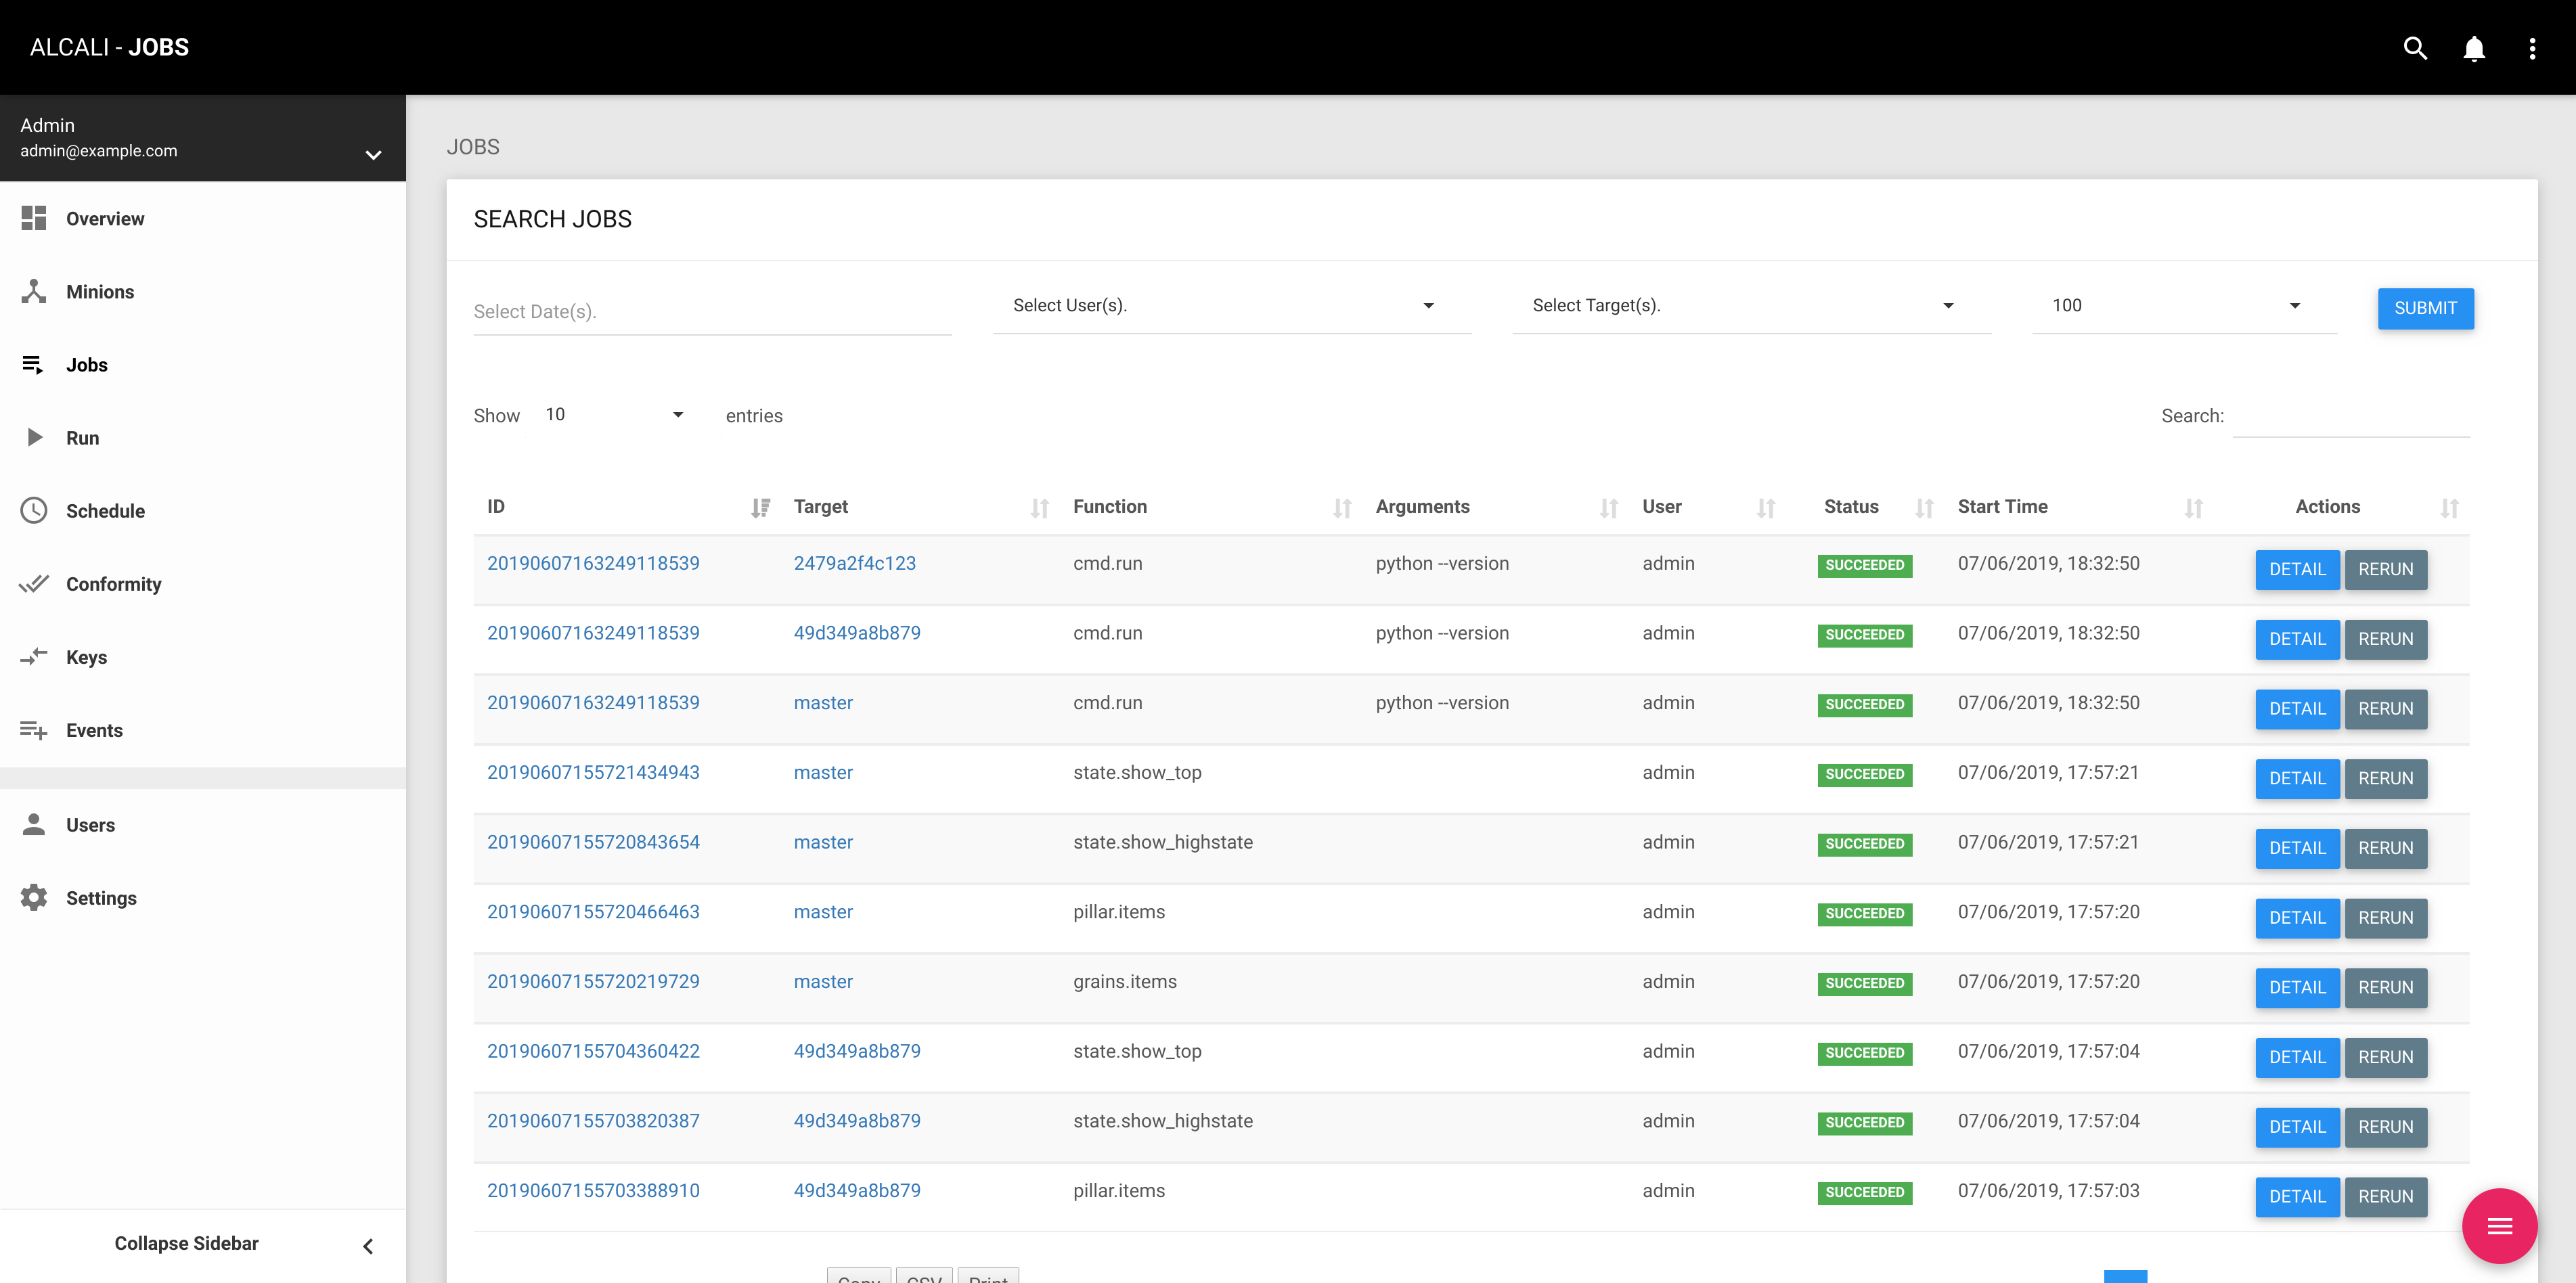 ALCALI - JOBS
Admin
admin@example.com
Overview
Minions
Jobs
Run
Schedule
Conformity
Keys
Events
Users
Settings
Collapse Sidebar
JOBS
SEARCH JOBS
Select Date(s). Select User(s). Select Target(s). 100 SUBMIT
Show 10 entries Search:
ID Target Function Arguments User Status Start Time Actions
20190607163249118539 2479a2f4c123 cmd.run python --version admin SUCCEEDED 07/06/2019, 18:32:50 DETAIL RERUN
20190607163249118539 49d349a8b879 cmd.run python --version admin SUCCEEDED 07/06/2019, 18:32:50 DETAIL RERUN
20190607163249118539 master cmd.run python --version admin SUCCEEDED 07/06/2019, 18:32:50 DETAIL RERUN
20190607155721434943 master state.show_top admin SUCCEEDED 07/06/2019, 17:57:21 DETAIL RERUN
20190607155720843654 master state.show_highstate admin SUCCEEDED 07/06/2019, 17:57:21 DETAIL RERUN
20190607155720466463 master pillar.items admin SUCCEEDED 07/06/2019, 17:57:20 DETAIL RERUN
20190607155720219729 master grains.items admin SUCCEEDED 07/06/2019, 17:57:20 DETAIL RERUN
20190607155704360422 49d349a8b879 state.show_top admin SUCCEEDED 07/06/2019, 17:57:04 DETAIL RERUN
20190607155703820387 49d349a8b879 state.show_highstate admin SUCCEEDED 07/06/2019, 17:57:04 DETAIL RERUN
20190607155703388910 49d349a8b879 pillar.items admin SUCCEEDED 07/06/2019, 17:57:03 DETAIL RERUN
Copy CSV Print